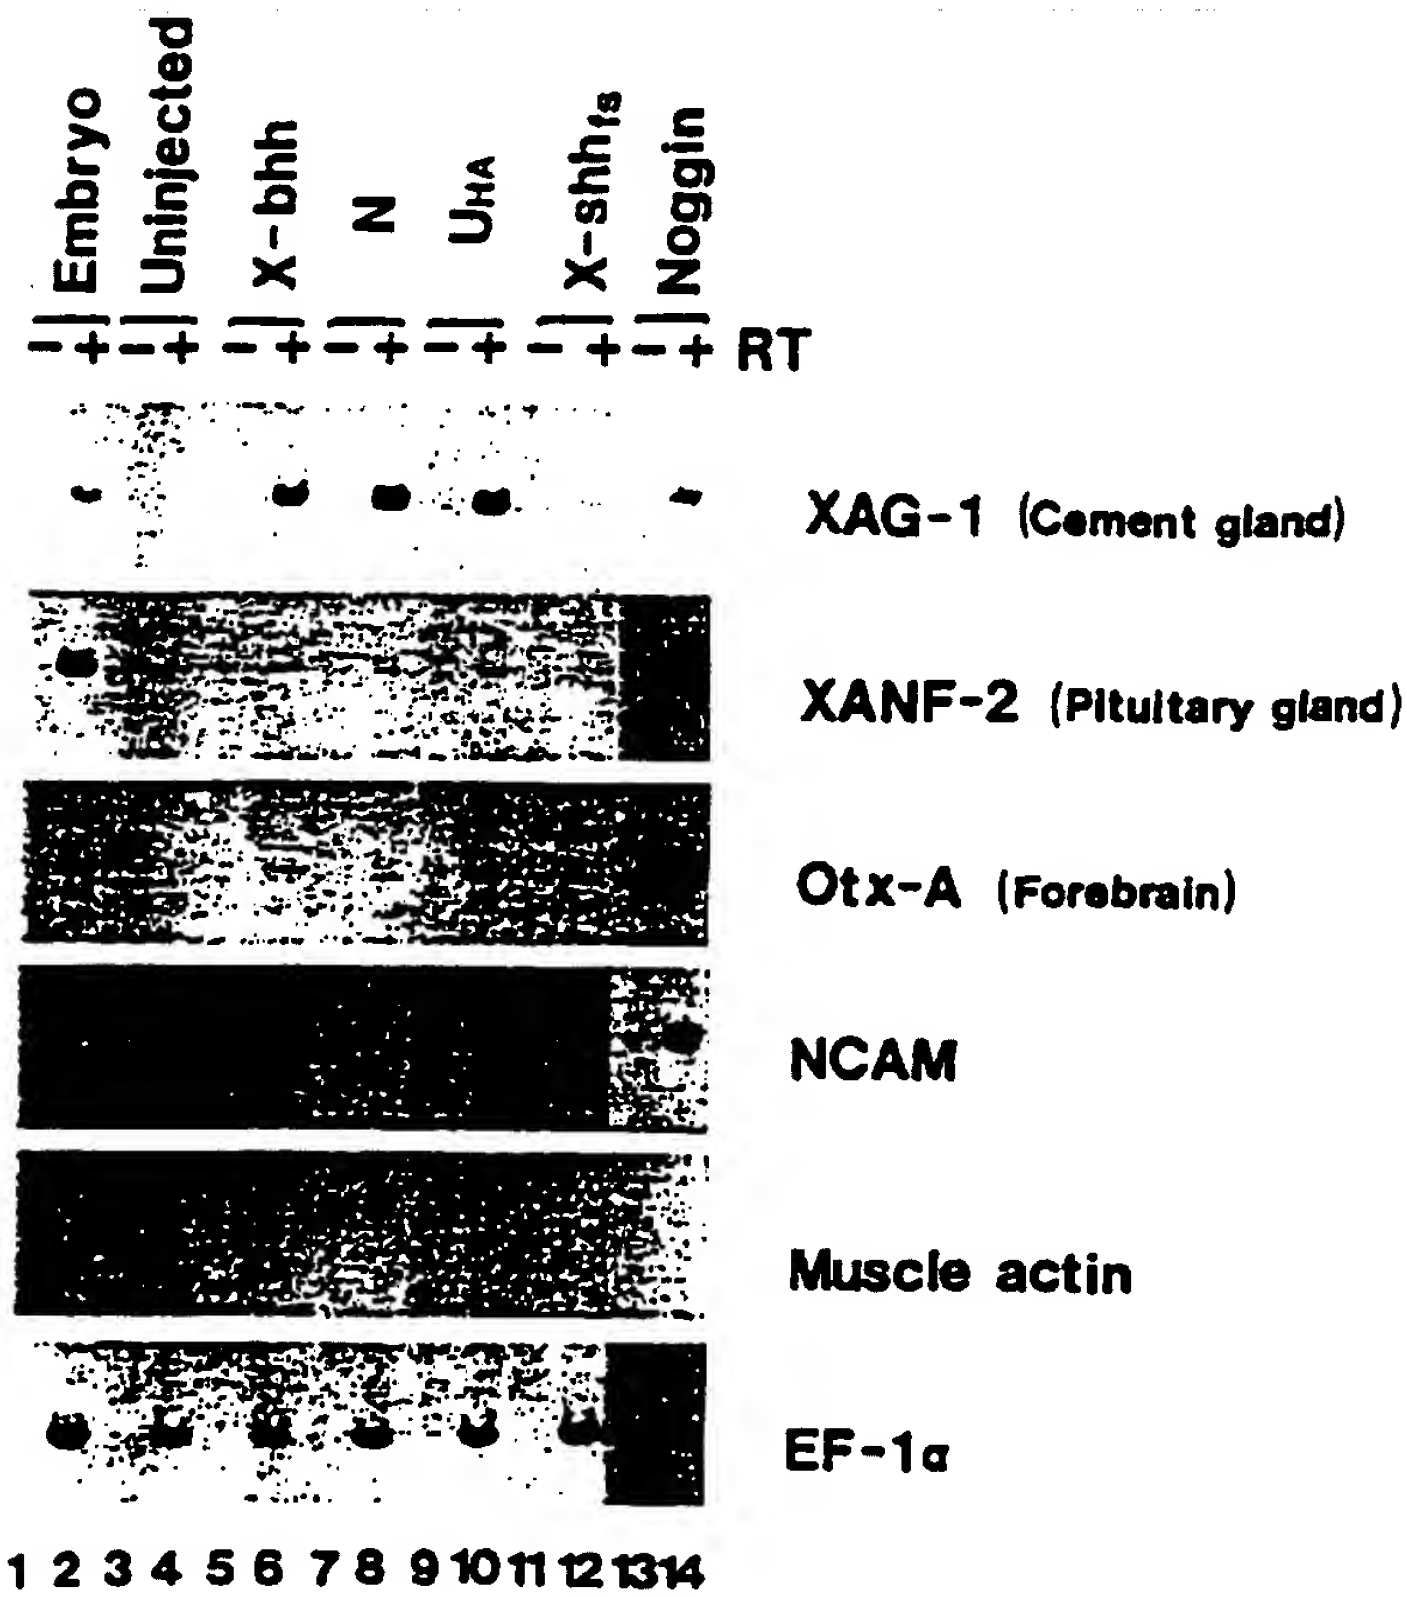 Embryo
Uninjected
X-bhh
N
UHA
X-shhfs
Noggin
- + - + - + - + - + - + - + RT
XAG-1 (Cement gland)
XANF-2 (Pituitary gland)
Otx-A (Forebrain)
NCAM
Muscle actin
EF-1α
1 2 3 4 5 6 7 8 9 10 11 12 13 14